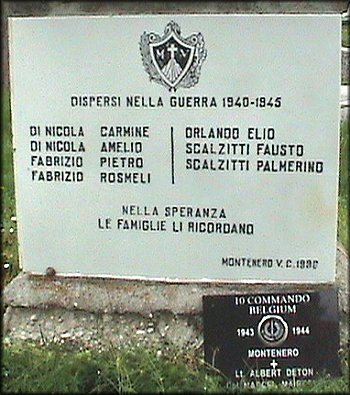 M V
DISPERSI NELLA GUERRA 1940-1945
DI NICOLA CARMINE
DI NICOLA AMELIO
FABRIZIO PIETRO
FABRIZIO ROSMELI
ORLANDO ELIO
SCALZITTI FAUSTO
SCALZITTI PALMERINO
NELLA SPERANZA
LE FAMIGLIE LI RICORDANO
MONTENERO V. C.
10 COMMANDO
BELGIUM
1943 1944
MONTENERO
Lt. ALBERT DETON
MARCEL